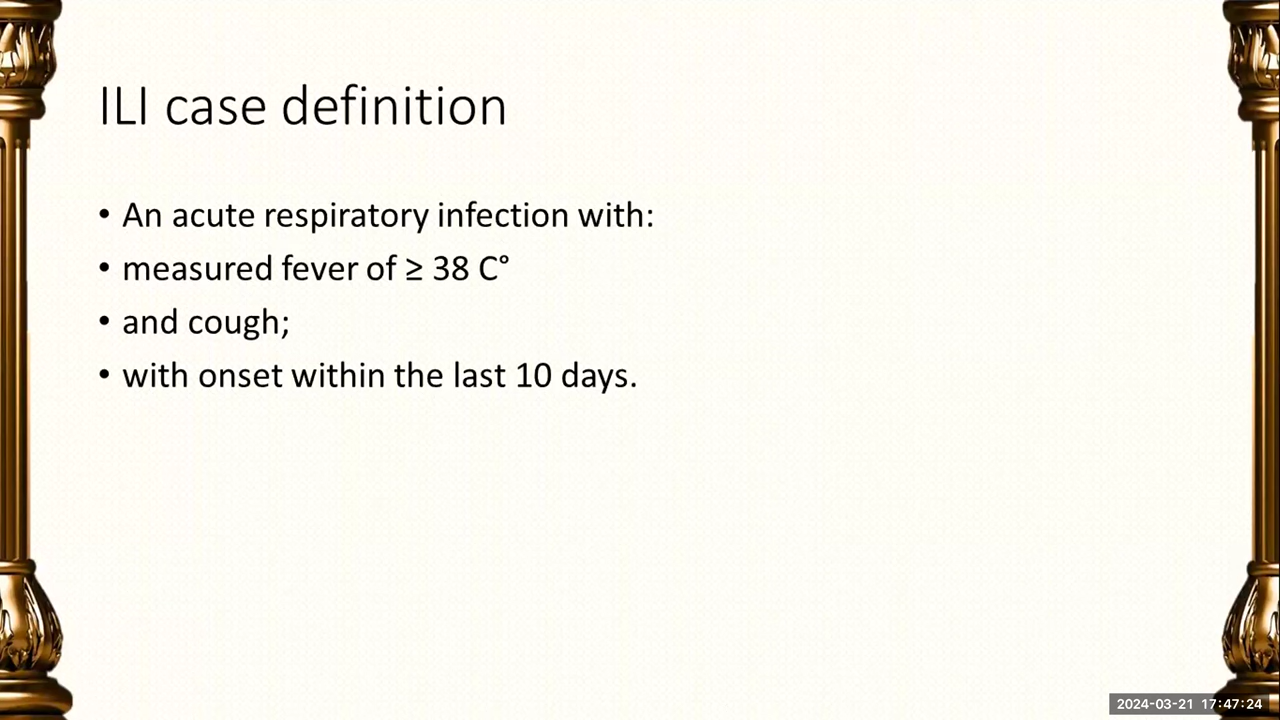 ILI case definition
• An acute respiratory infection with:
• measured fever of ≥ 38 C°
• and cough;
• with onset within the last 10 days.
2024-03-21 17:47:24